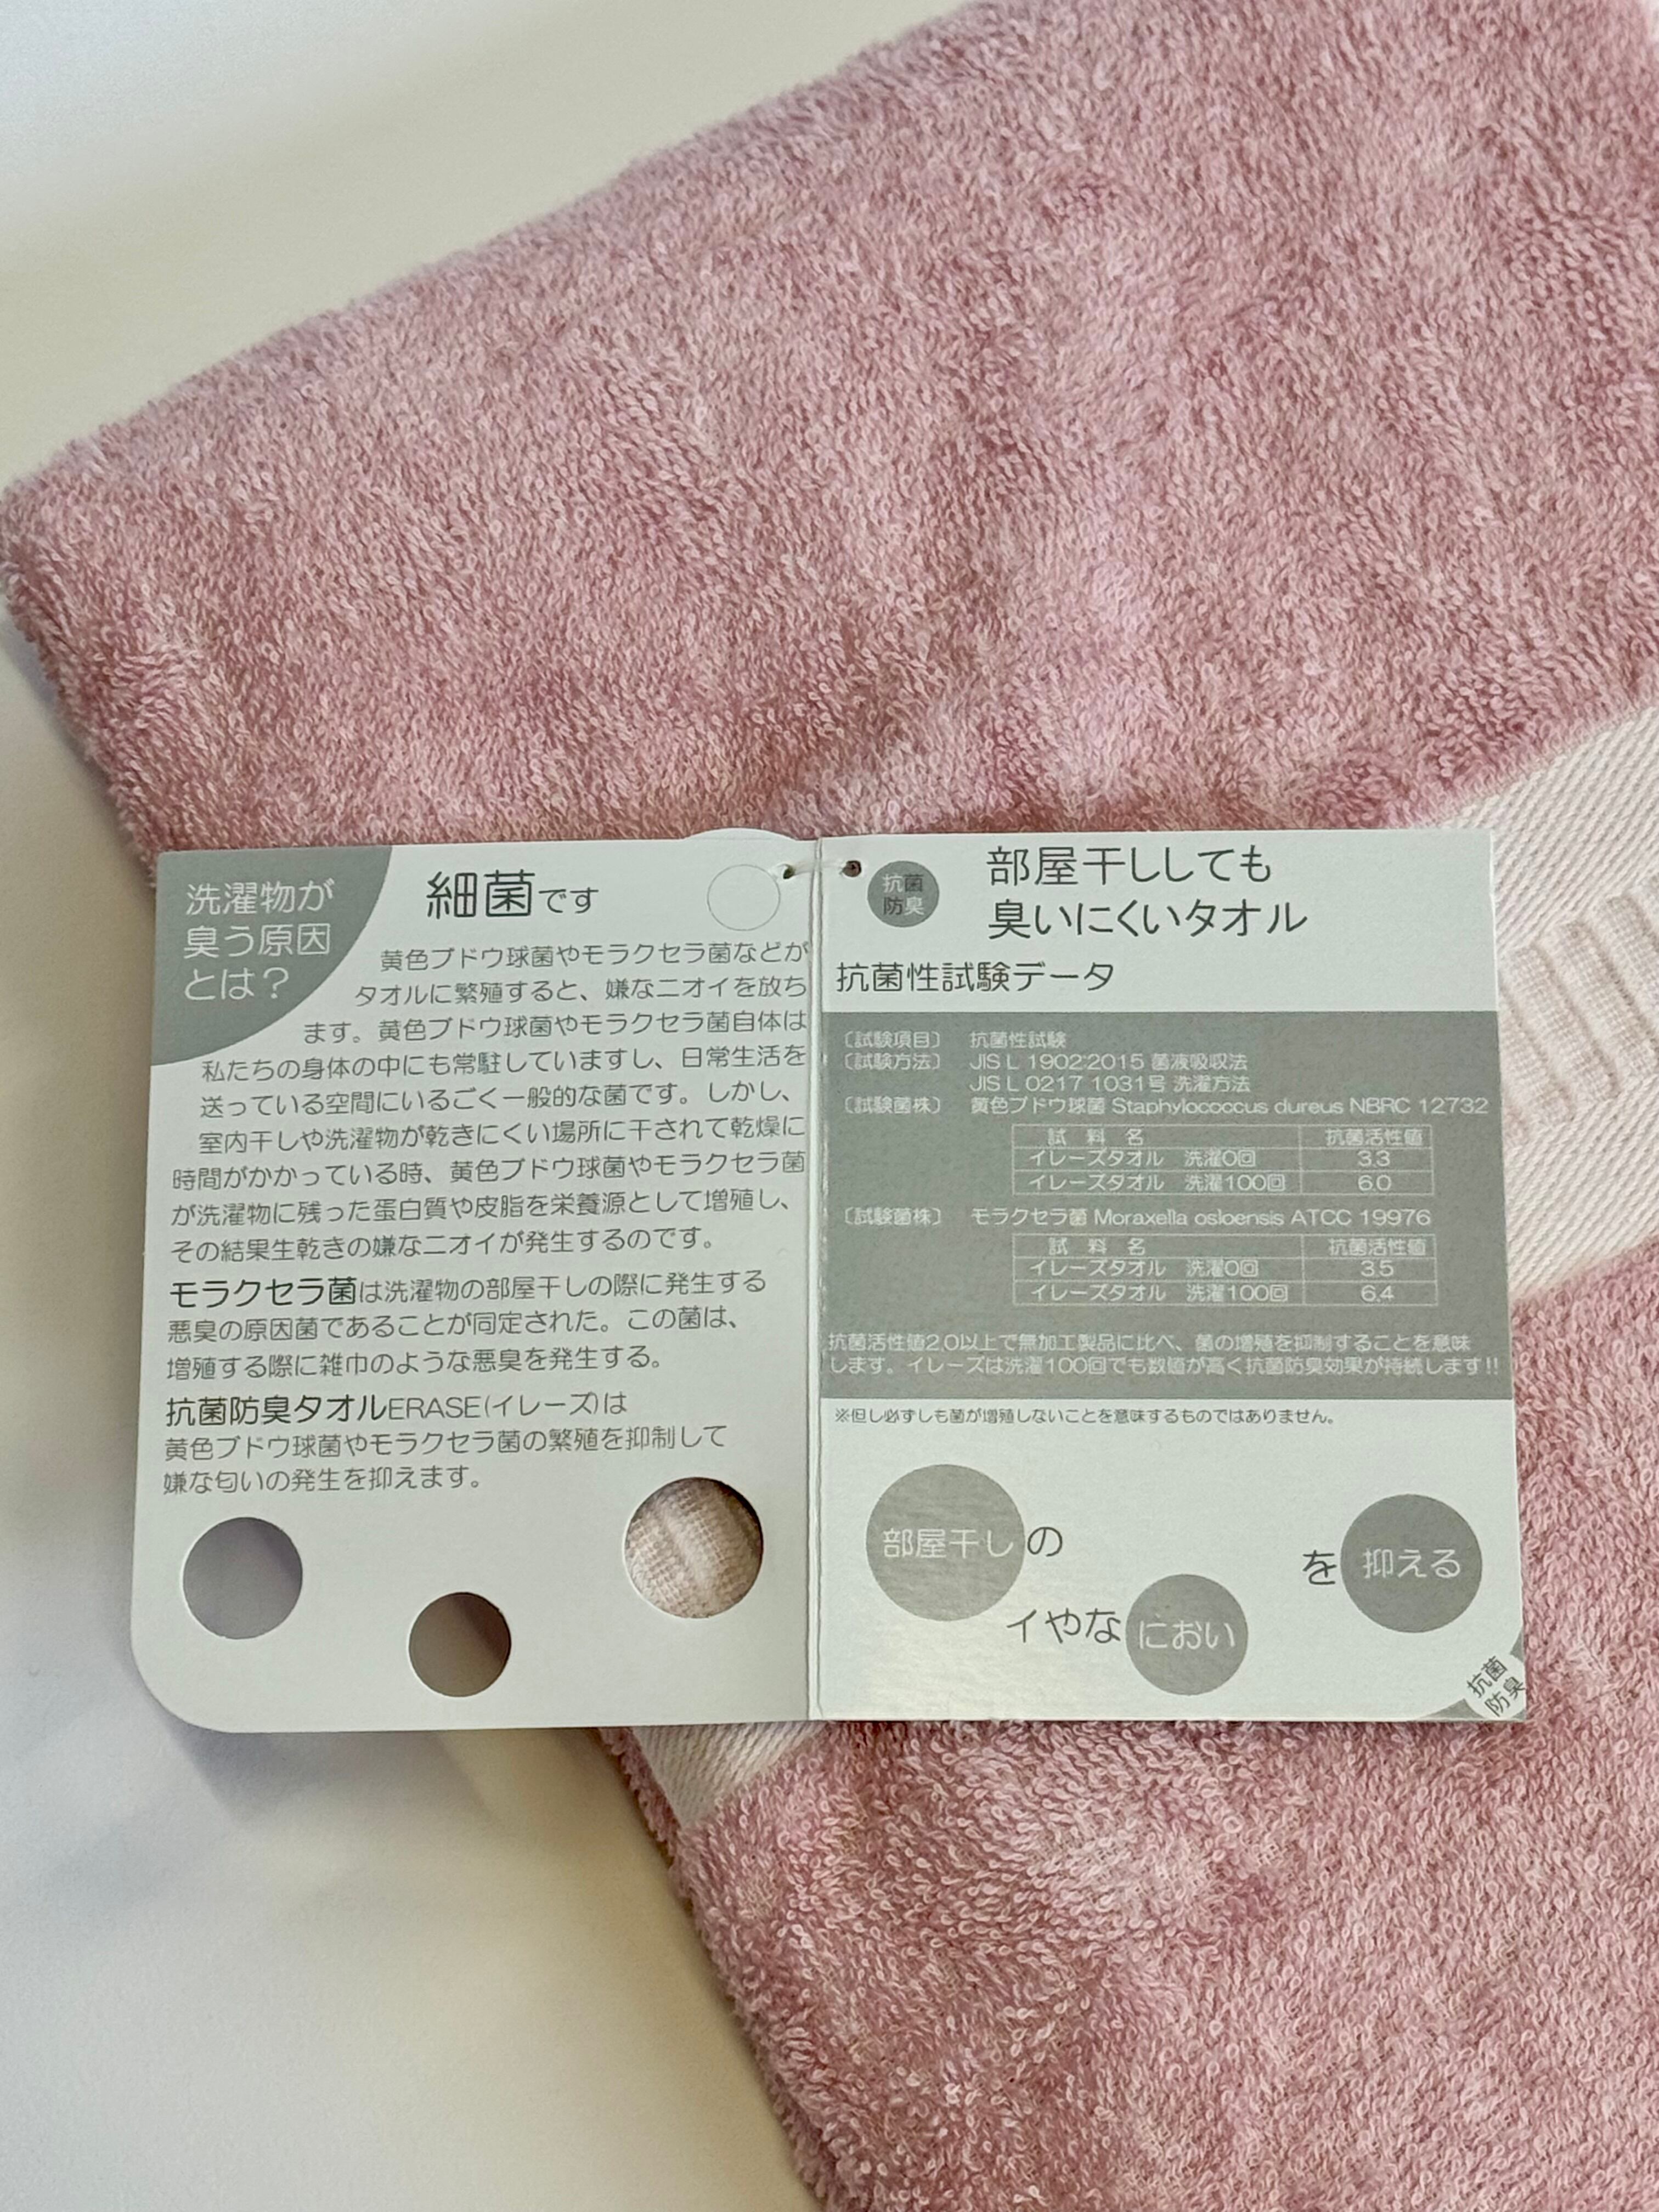 洗濯物が
臭う原因
とは?
細菌です
黄色ブドウ球菌やモラクセラ菌などが
タオルに繁殖すると、嫌なニオイを放ち
ます。黄色ブドウ球菌やモラクセラ菌自体は
私たちの身体の中にも常駐していますし、日常生活を
送っている空間にいるごく一般的な菌です。しかし、
室内干しや洗濯物が乾きにくい場所に干されて乾燥に
時間がかかっている時、黄色ブドウ球菌やモラクセラ菌
が洗濯物に残った蛋白質や皮脂を栄養源として増殖し、
その結果生乾きの嫌なニオイが発生するのです。
モラクセラ菌は洗濯物の部屋干しの際に発生する
悪臭の原因菌であることが同定された。この菌は、
増殖する際に雑巾のような悪臭を発生する。
抗菌防臭タオルERASE(イレーズ)は
黄色ブドウ球菌やモラクセラ菌の繁殖を抑制して
嫌な匂いの発生を抑えます。
抗菌
防臭
部屋干ししても
臭いにくいタオル
抗菌性試験データ
〔試験項目〕 抗菌性試験
〔試験方法〕 JIS L 1902:2015 菌液吸収法
JIS L 0217 1031号 洗濯方法
〔試験菌株〕 黄色ブドウ球菌 Staphylococcus dureus NBRC 12732
試 料 名 抗菌活性値
イレーズタオル 洗濯0回 3.3
イレーズタオル 洗濯100回 6.0
〔試験菌株〕 モラクセラ菌 Moraxella osloensis ATCC 19976
試 料 名 抗菌活性値
イレーズタオル 洗濯0回 3.5
イレーズタオル 洗濯100回 6.4
抗菌活性値2.0以上で無加工製品に比べ、菌の増殖を抑制することを意味
します。イレーズは洗濯100回でも数値が高く抗菌防臭効果が持続します!!
※但し必ずしも菌が増殖しないことを意味するものではありません。
部屋干しの
イやなにおい
を抑える
抗菌
防臭